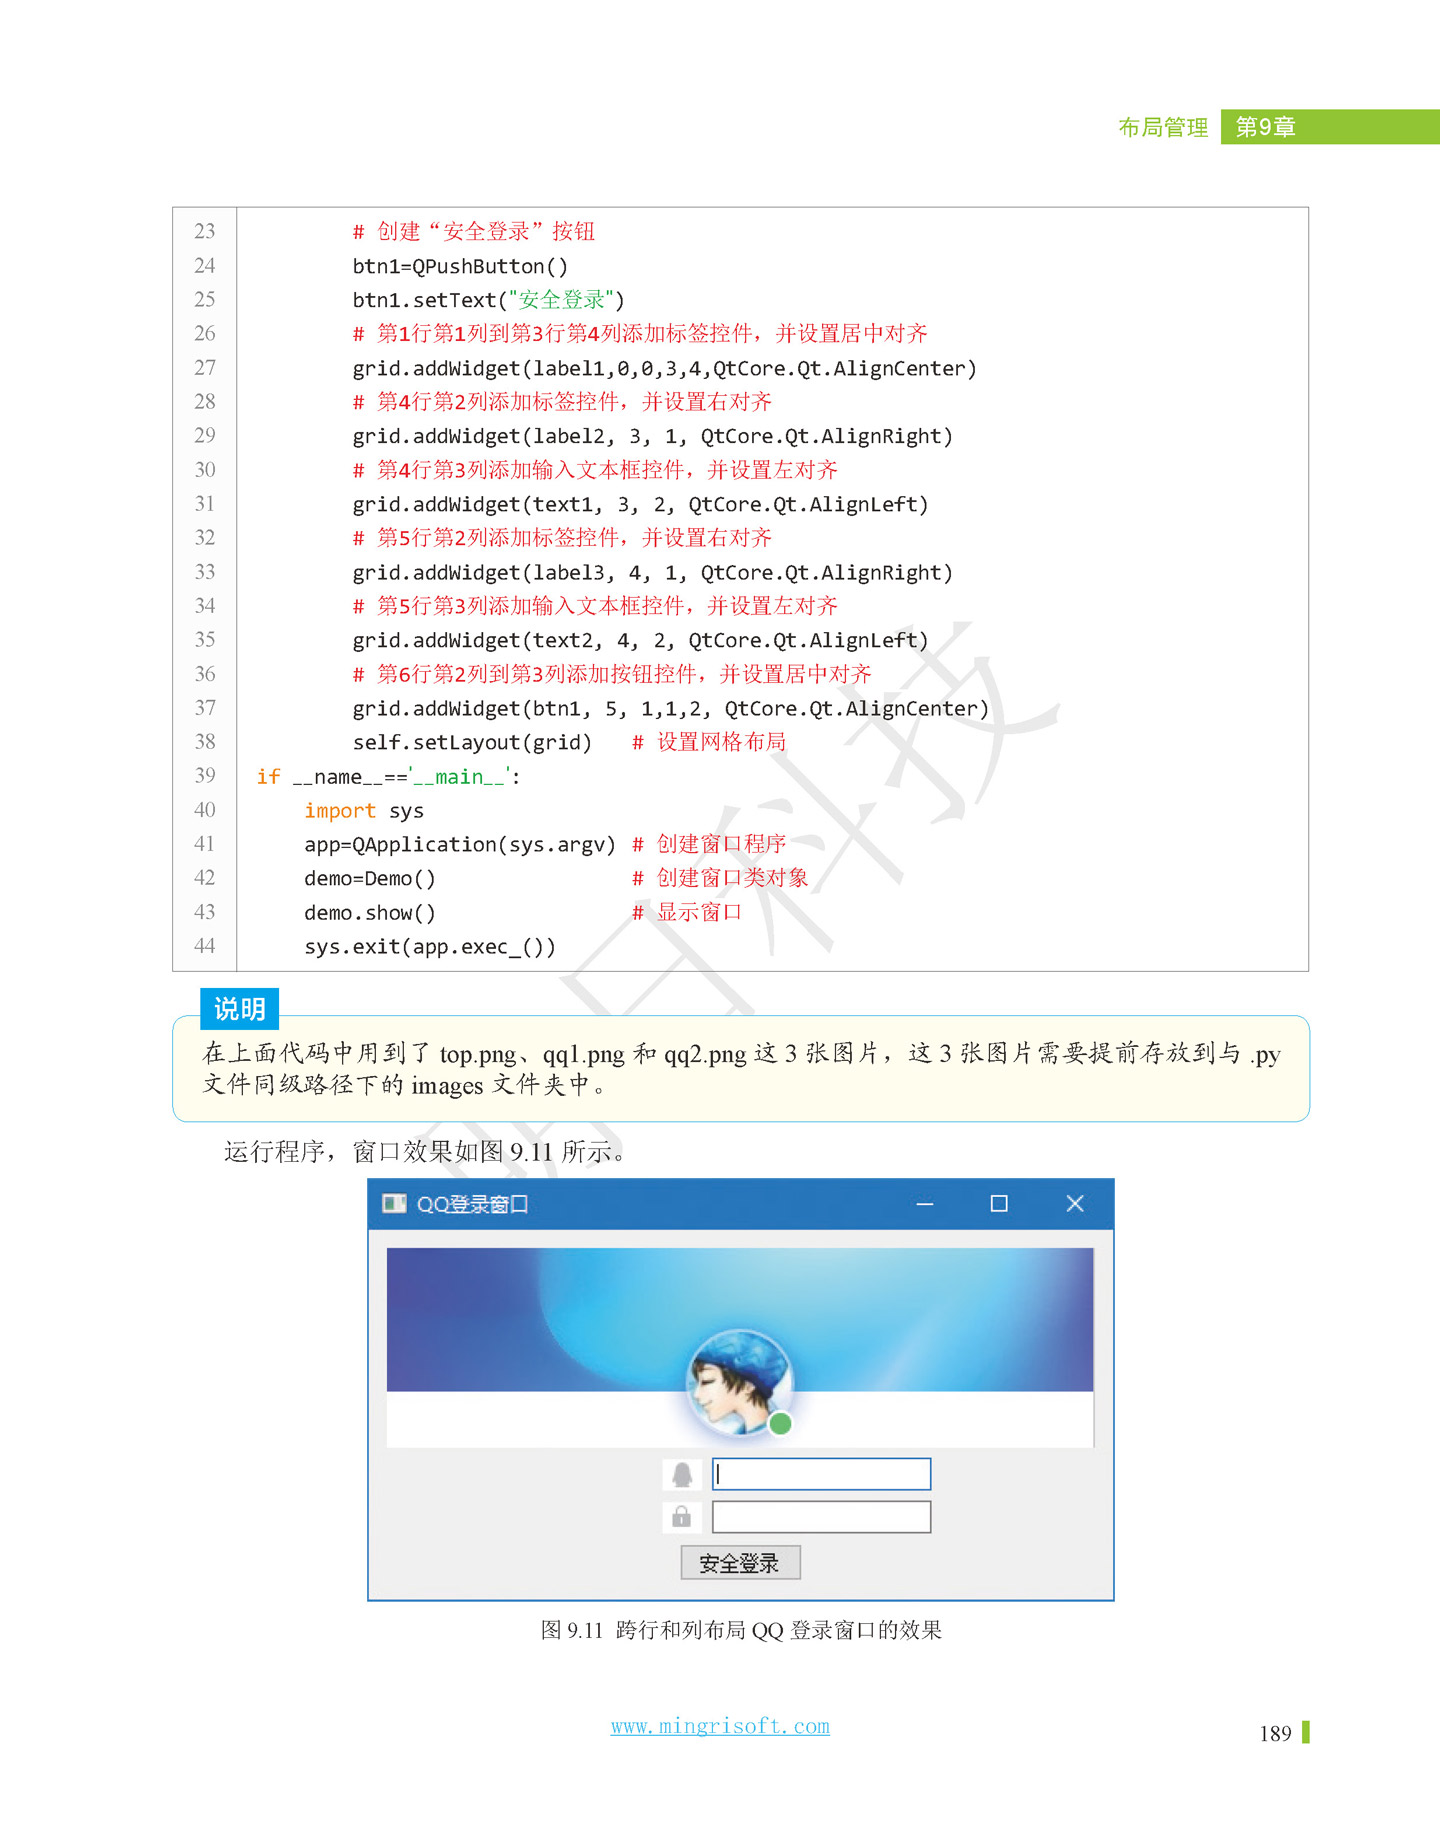 布局管理 第9章
23 # 创建“安全登录”按钮
24 btn1=QPushButton()
25 btn1.setText("安全登录")
26 # 第1行第1列到第3行第4列添加标签控件，并设置居中对齐
27 grid.addWidget(label1,0,0,3,4,QtCore.Qt.AlignCenter)
28 # 第4行第2列添加标签控件，并设置右对齐
29 grid.addWidget(label2, 3, 1, QtCore.Qt.AlignRight)
30 # 第4行第3列添加输入文本框控件，并设置左对齐
31 grid.addWidget(text1, 3, 2, QtCore.Qt.AlignLeft)
32 # 第5行第2列添加标签控件，并设置右对齐
33 grid.addWidget(label3, 4, 1, QtCore.Qt.AlignRight)
34 # 第5行第3列添加输入文本框控件，并设置左对齐
35 grid.addWidget(text2, 4, 2, QtCore.Qt.AlignLeft)
36 # 第6行第2列到第3列添加按钮控件，并设置居中对齐
37 grid.addWidget(btn1, 5, 1,1,2, QtCore.Qt.AlignCenter)
38 self.setLayout(grid) # 设置网格布局
39 if __name__=='__main__':
40 import sys
41 app=QApplication(sys.argv) # 创建窗口程序
42 demo=Demo() # 创建窗口类对象
43 demo.show() # 显示窗口
44 sys.exit(app.exec_())
说明
在上面代码中用到了 top.png、qq1.png 和 qq2.png 这 3 张图片，这 3 张图片需要提前存放到与 .py
文件同级路径下的 images 文件夹中。
运行程序，窗口效果如图 9.11 所示。
QQ登录窗口
安全登录
图 9.11 跨行和列布局 QQ 登录窗口的效果
www.mingrisoft.com
189
明日科技